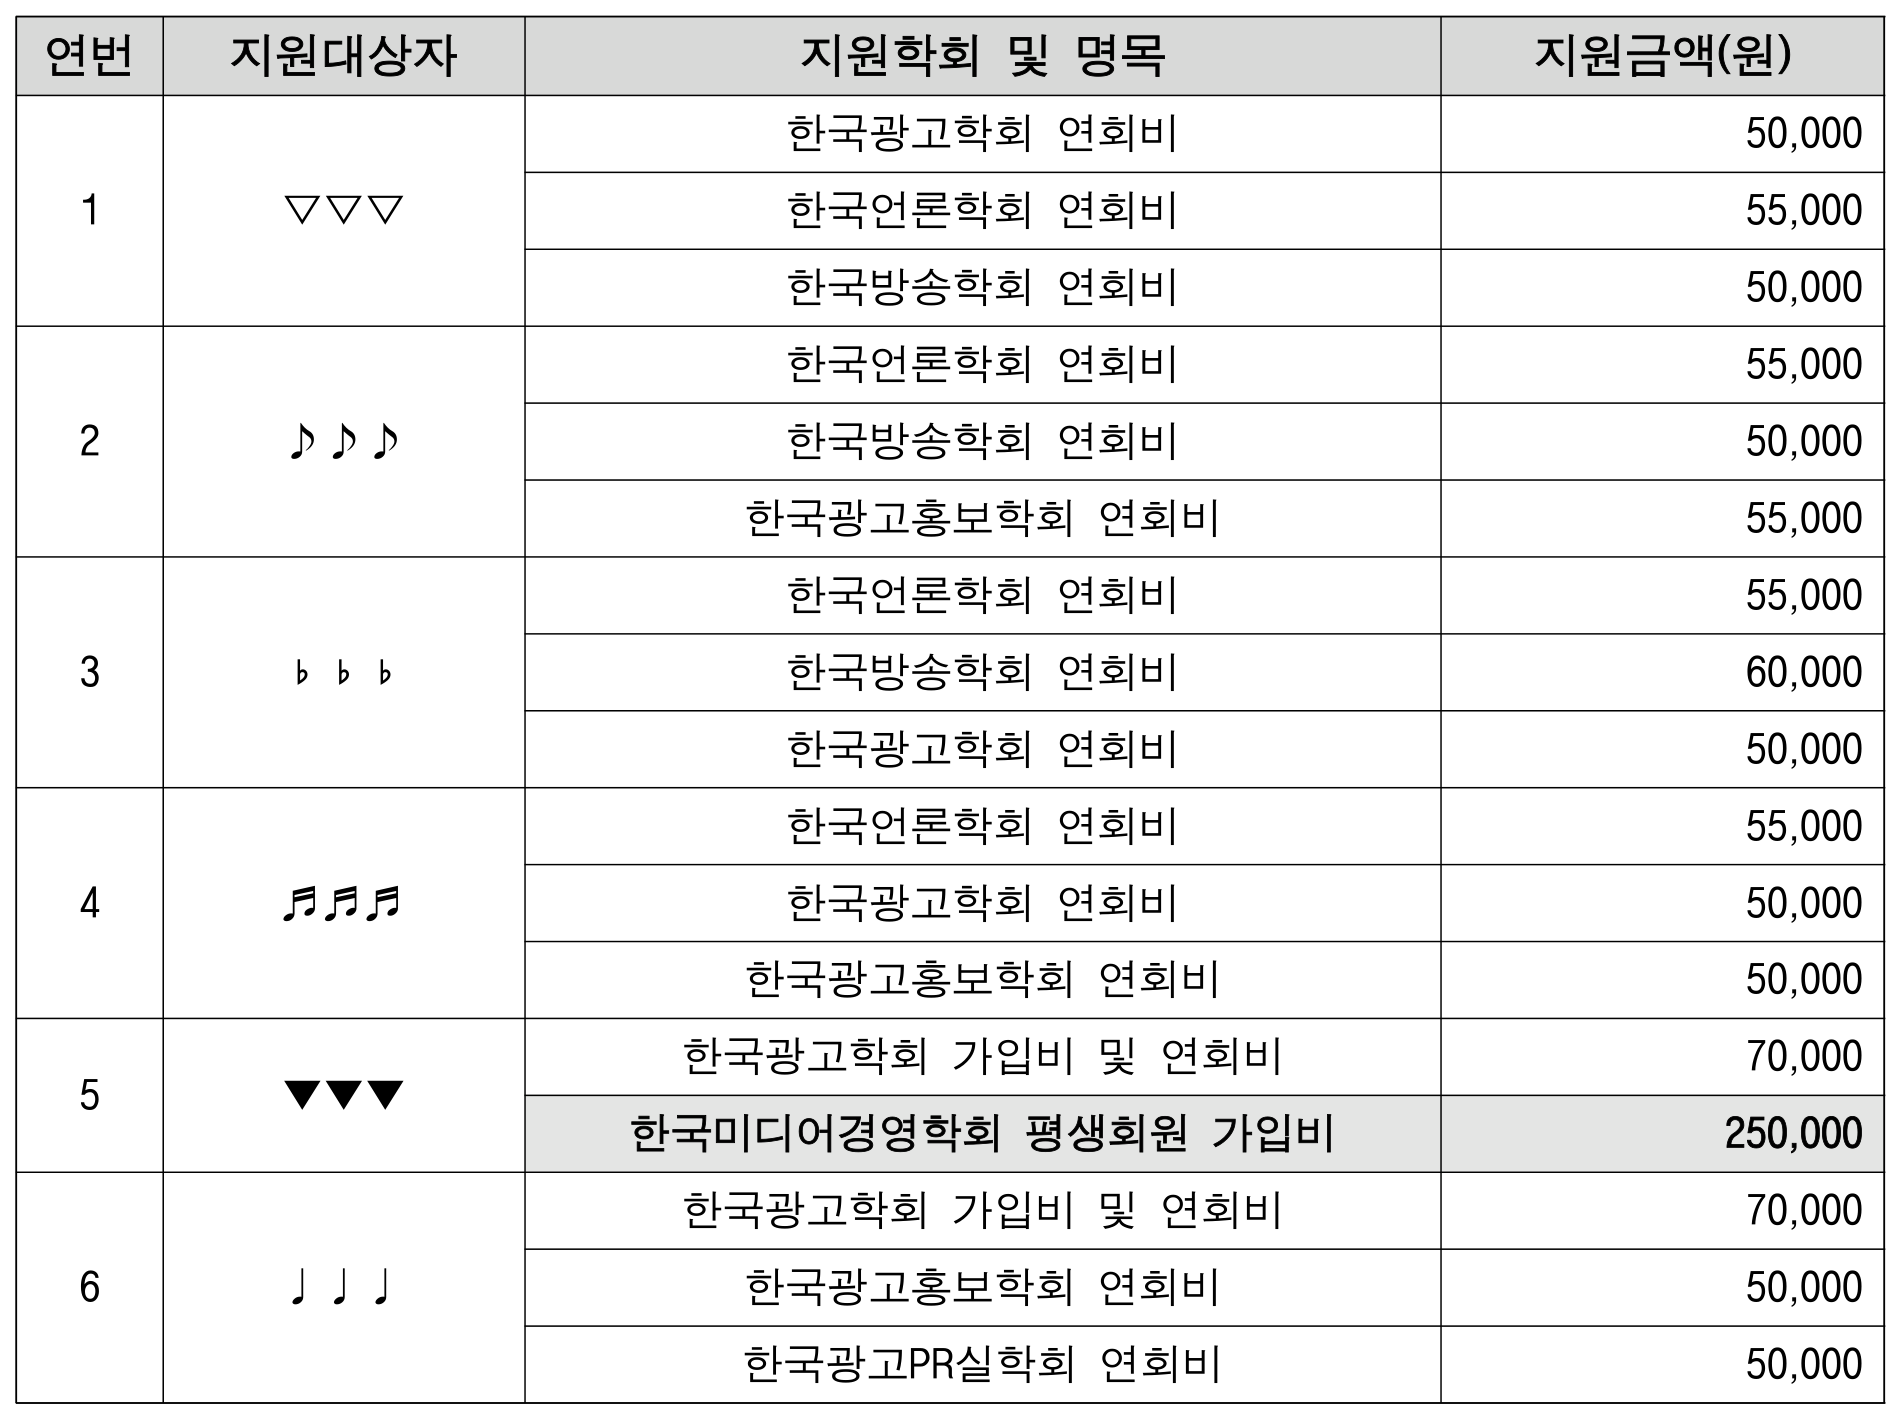 연번 지원대상자 지원학회 및 명목 지원금액(원)
1 ▽▽▽ 한국광고학회 연회비 50,000
한국언론학회 연회비 55,000
한국방송학회 연회비 50,000
2 ♪♪♪ 한국언론학회 연회비 55,000
한국방송학회 연회비 50,000
한국광고홍보학회 연회비 55,000
3 ♭♭♭ 한국언론학회 연회비 55,000
한국방송학회 연회비 60,000
한국광고학회 연회비 50,000
4 ♬♬♬ 한국언론학회 연회비 55,000
한국광고학회 연회비 50,000
한국광고홍보학회 연회비 50,000
5 ▼▼▼ 한국광고학회 가입비 및 연회비 70,000
한국미디어경영학회 평생회원 가입비 250,000
6 ♩♩♩ 한국광고학회 가입비 및 연회비 70,000
한국광고홍보학회 연회비 50,000
한국광고PR실학회 연회비 50,000